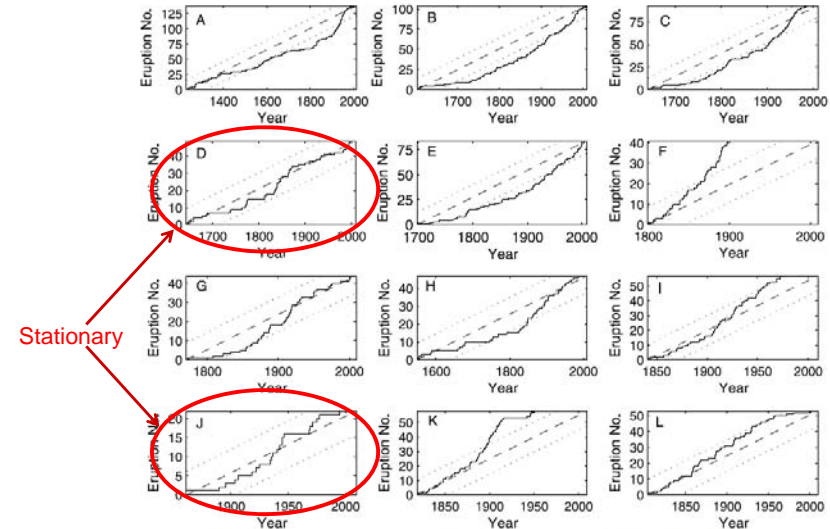 A
Eruption No.
125
100
75
50
25
0
1400 1600 1800 2000
Year
B
Eruption No.
100
75
50
25
0
1700 1800 1900 2000
Year
C
Eruption No.
75
50
25
0
1700 1800 1900 2000
Year
D
Eruption No.
40
30
20
10
0
1700 1800 1900 2000
Year
E
Eruption No.
75
50
25
0
1700 1800 1900 2000
Year
F
Eruption No.
40
30
20
10
0
1800 1900 2000
Year
Stationary
G
Eruption No.
40
30
20
10
0
1800 1900 2000
Year
H
Eruption No.
40
30
20
10
0
1600 1800 2000
Year
I
Eruption No.
50
40
30
20
10
0
1850 1900 1950 2000
Year
J
Eruption No.
20
15
10
5
0
1900 1950 2000
Year
K
Eruption No.
50
40
30
20
10
0
1850 1900 1950 2000
Year
L
Eruption No.
50
40
30
20
10
0
1850 1900 1950 2000
Year